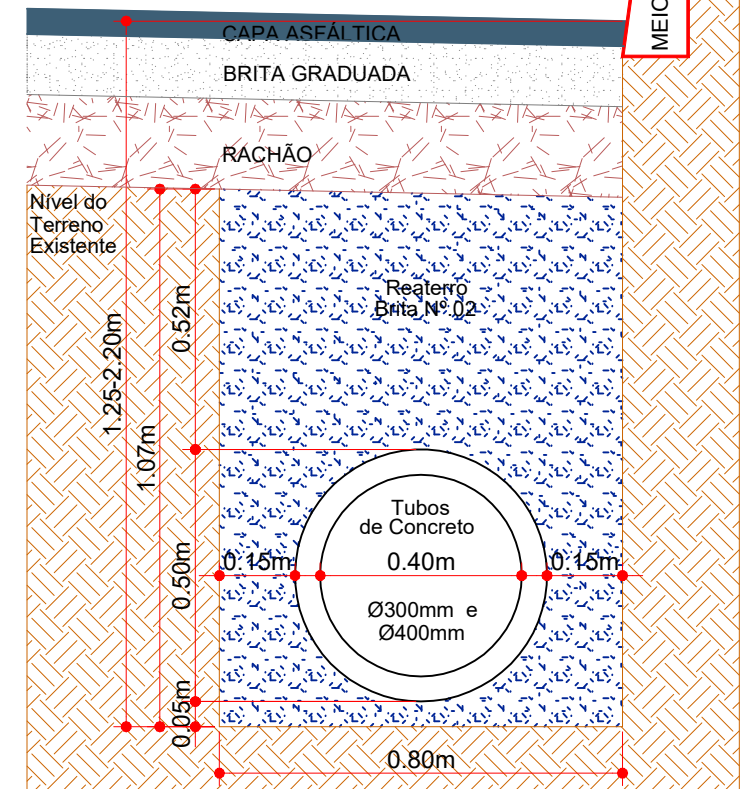 MEIO
CAPA ASFÁLTICA
BRITA GRADUADA
RACHÃO
Nível do
Terreno
Existente
Reaterro
Brita Nº 02
0.52m
1.25-2.20m
1.07m
Tubos
de Concreto
0.15m
0.40m
0.15m
0.50m
Ø300mm e
Ø400mm
0.05m
0.80m